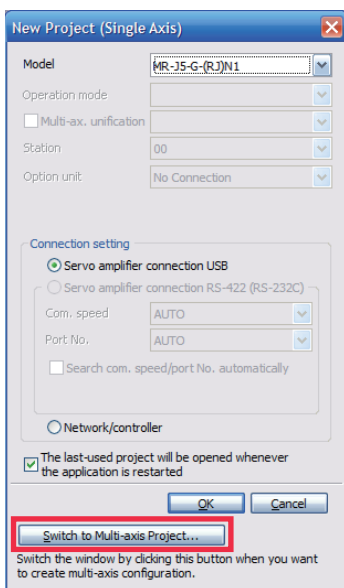 New Project (Single Axis)
Model
MR-J5-G-(RJ)N1
Operation mode
Multi-ax. unification
Station
00
Option unit
No Connection
Connection setting
Servo amplifier connection USB
Servo amplifier connection RS-422 (RS-232C)
Com. speed
AUTO
Port No.
AUTO
Search com. speed/port No. automatically
Network/controller
The last-used project will be opened whenever
the application is restarted
OK
Cancel
Switch to Multi-axis Project...
Switch the window by clicking this button when you want
to create multi-axis configuration.